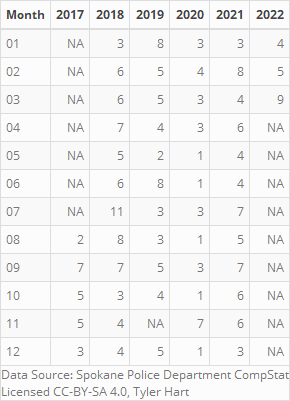 Month 2017 2018 2019 2020 2021 2022
01 NA 3 8 3 3 4
02 NA 6 5 4 8 5
03 NA 6 5 3 4 9
04 NA 7 4 3 6 NA
05 NA 5 2 1 4 NA
06 NA 6 8 1 4 NA
07 NA 11 3 3 7 NA
08 2 8 3 1 5 NA
09 7 7 5 3 7 NA
10 5 3 4 1 6 NA
11 5 4 NA 7 6 NA
12 3 4 5 1 3 NA
Data Source: Spokane Police Department CompStat
Licensed CC-BY-SA 4.0, Tyler Hart